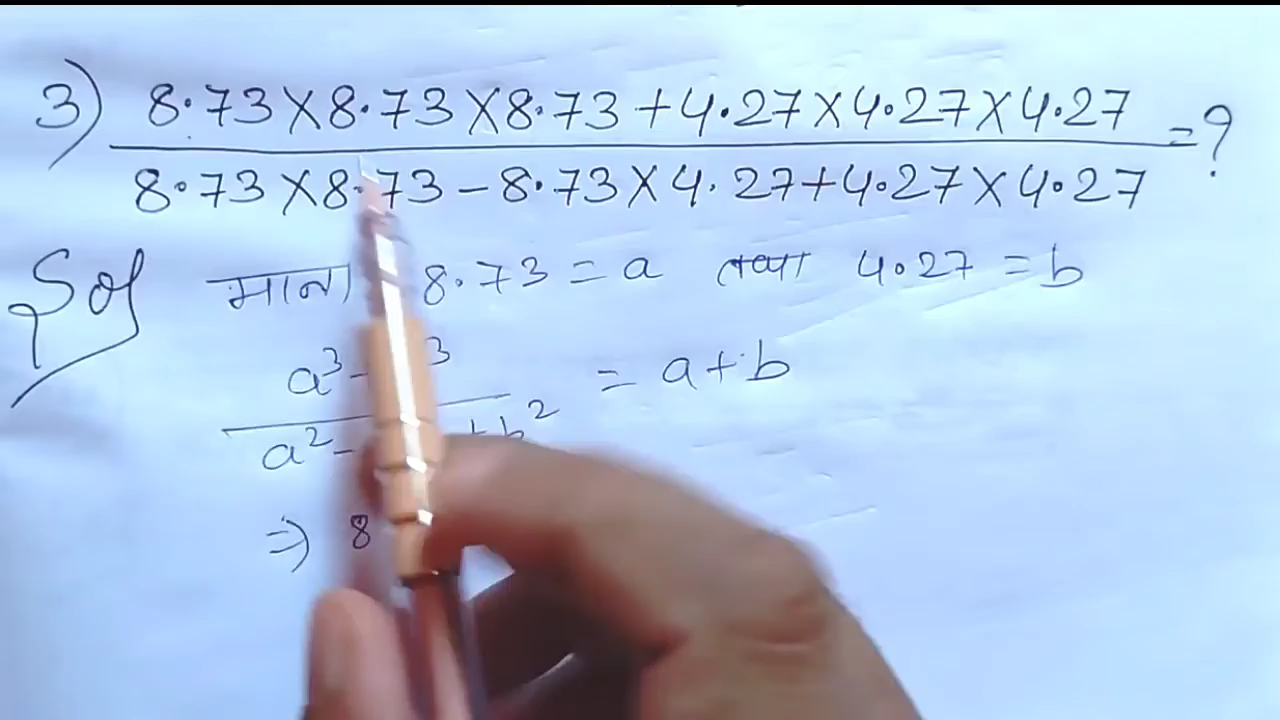 3) 8.73×8.73×8.73+4.27×4.27×4.27 = ?
8.73×8.73-8.73×4.27+4.27×4.27
Sol माना 8.73=a तथा 4.27=b
a³ 3 = a+b
a²- +b²
⇒ 8